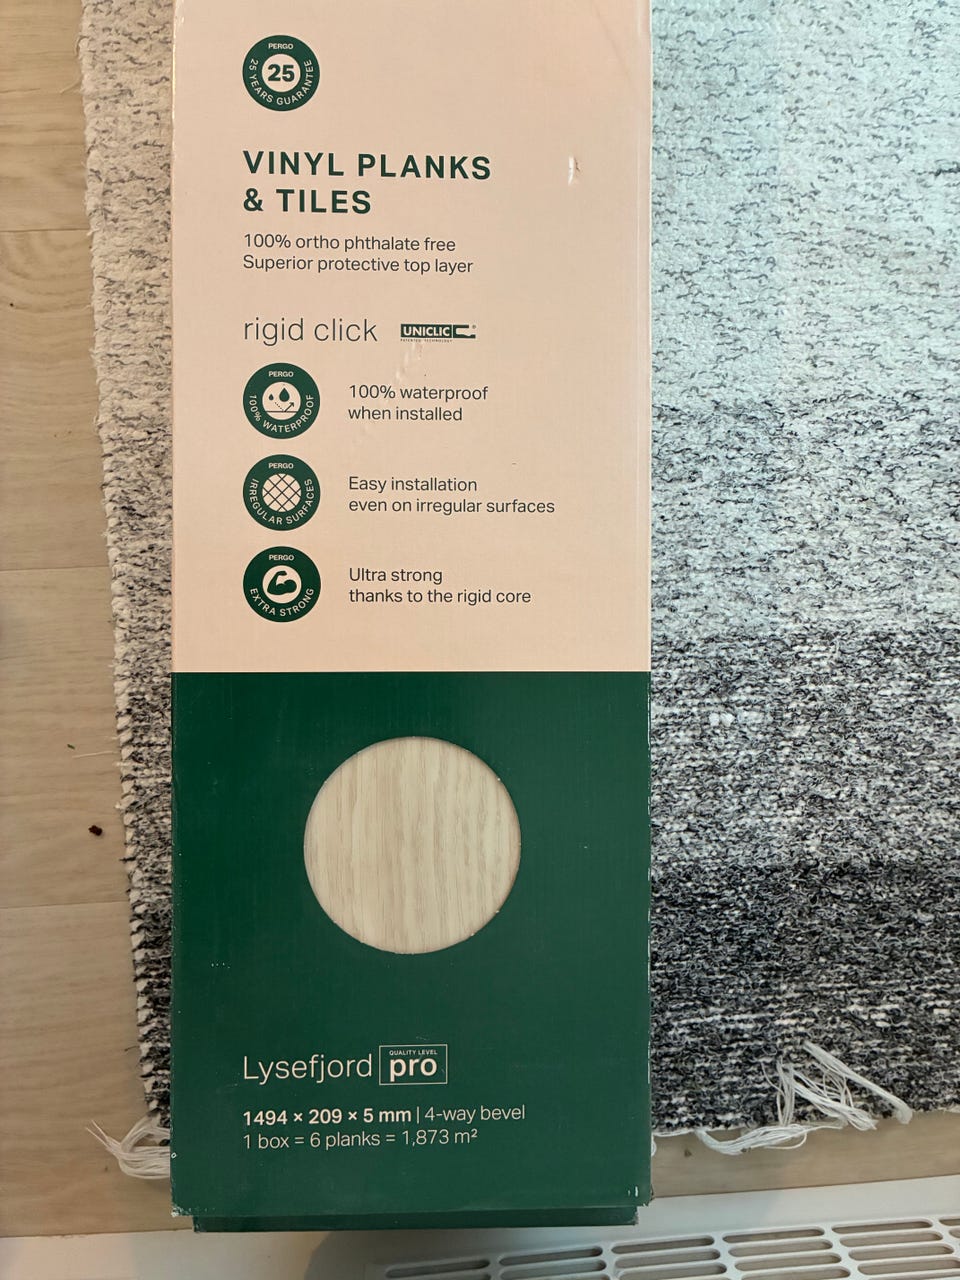 PERGO
25
25 YEARS GUARANTEE
VINYL PLANKS
& TILES
100% ortho phthalate free
Superior protective top layer
rigid click
UNICLIC
PATENTED TECHNOLOGY
PERGO
100% WATERPROOF
100% waterproof
when installed
PERGO
IRREGULAR SURFACES
Easy installation
even on irregular surfaces
PERGO
EXTRA STRONG
Ultra strong
thanks to the rigid core
Lysefjord
QUALITY LEVEL
pro
1494 × 209 × 5 mm | 4-way bevel
1 box = 6 planks = 1,873 m²